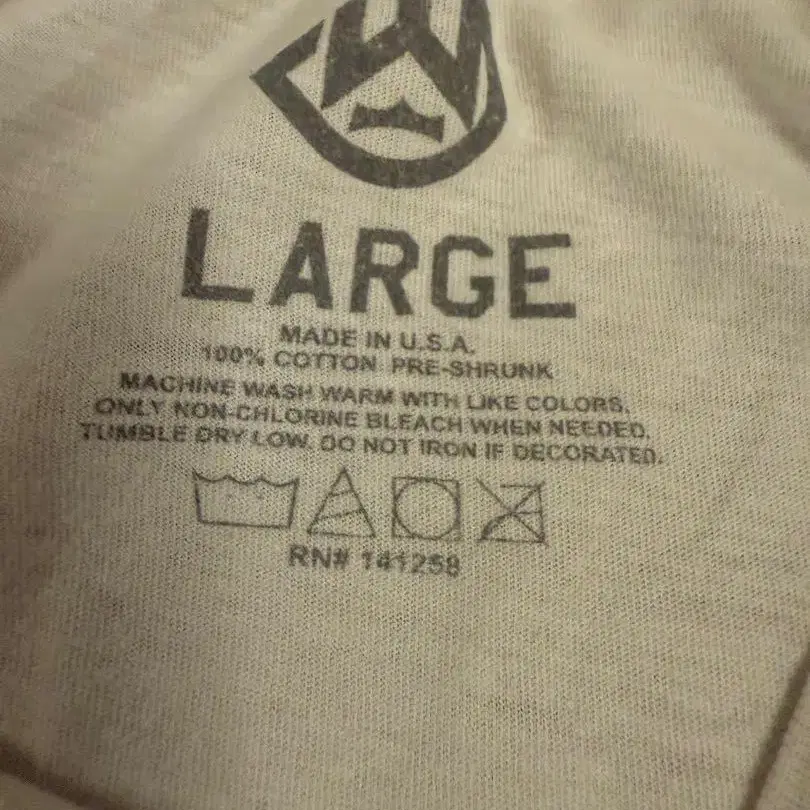 LARGE
MADE IN U.S.A.
100% COTTON PRE-SHRUNK
MACHINE WASH WARM WITH LIKE COLORS.
ONLY NON-CHLORINE BLEACH WHEN NEEDED.
TUMBLE DRY LOW. DO NOT IRON IF DECORATED.
RN# 141258